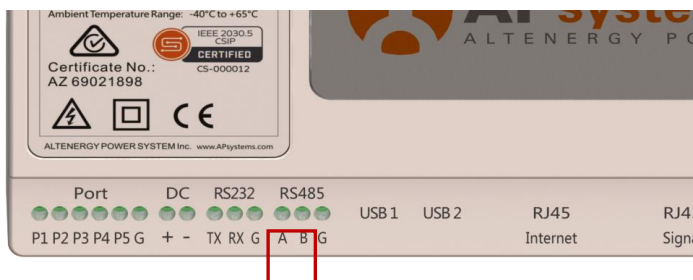 Ambient Temperature Range: -40°C to +65°C
IEEE 2030.5
CSIP
CERTIFIED
CS-000012
Certificate No.:
AZ 69021898
CE
ALTENERGY POWER SYSTEM Inc. www.APsystems.com
ALTENERGY
Port DC RS232 RS485
USB 1 USB 2 RJ45
P1 P2 P3 P4 P5 G + - TX RX G A B G Internet